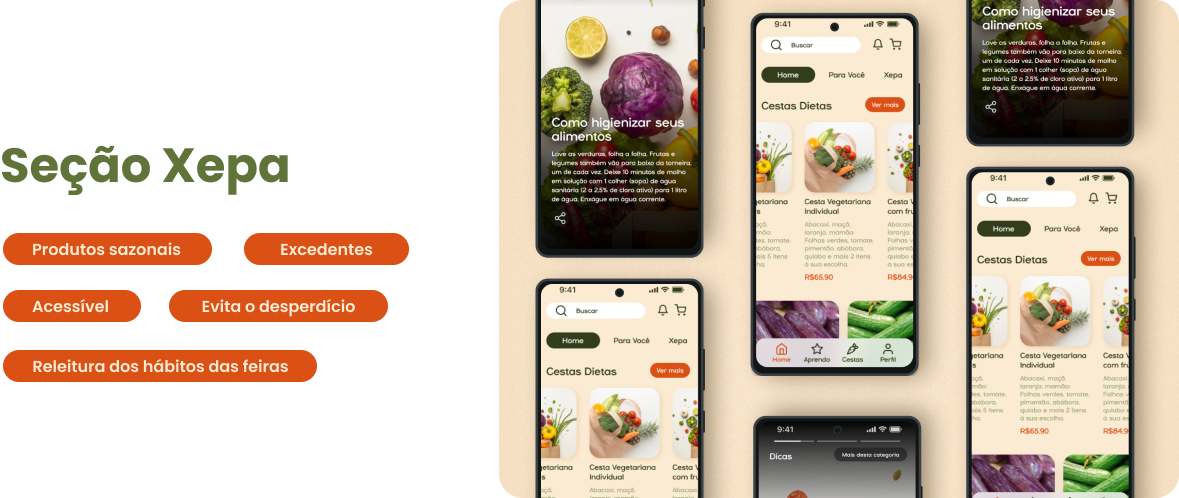 Seção Xepa
Produtos sazonais
Excedentes
Acessível
Evita o desperdício
Releitura dos hábitos das feiras
Como higienizar seus
alimentos
Lave as verduras, folha a folha. Frutas e
legumes também vão para baixo da torneira,
um de cada vez. Deixe 10 minutos de molho
em solução com 1 colher (sopa) de água
sanitária (2 a 2,5% de cloro ativo) para 1 litro
de água. Enxágue em água corrente.
9:41
Buscar
Home
Para Você
Xepa
Cestas Dietas
Ver mais
etariana
Cesta Vegetariana
Cesta V
Individual
com fru
Abacaxi, maçã,
9:41
Buscar
Home
Para Você
Xepa
Cestas Dietas
Ver mais
etariana
s
Cesta Vegetariana
Individual
Abacaxi, maçã,
laranja, mamão.
Folhas verdes, tomate,
pimentão, abóbora,
quiabo e mais 2 itens
à sua escolha.
R$65.90
Cesta V
com fru
R$84.9
Home
Aprenda
Cestas
Perfil
9:41
Dicas
Mais desta categoria
Como higienizar seus
alimentos
Lave as verduras, folha a folha. Frutas e
legumes também vão para baixo da torneira,
um de cada vez. Deixe 10 minutos de molho
em solução com 1 colher (sopa) de água
sanitária (2 a 2,5% de cloro ativo) para 1 litro
de água. Enxágue em água corrente.
9:41
Buscar
Home
Para Você
Xepa
Cestas Dietas
Ver mais
etariana
Cesta Vegetariana
Individual
Abacaxi, maçã,
laranja, mamão.
Folhas verdes, tomate,
pimentão, abóbora,
quiabo e mais 2 itens
à sua escolha.
R$65.90
Cesta V
com fru
R$84.9